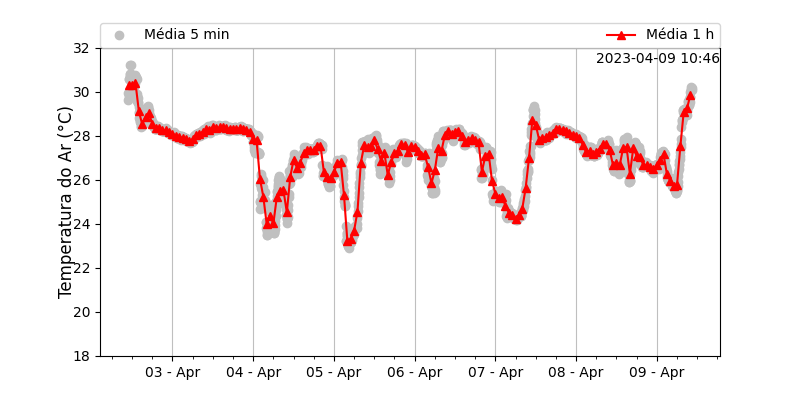 Média 5 min
Média 1 h
2023-04-09 10:46
Temperatura do Ar (°C)
32
30
28
26
24
22
20
18
03 - Apr
04 - Apr
05 - Apr
06 - Apr
07 - Apr
08 - Apr
09 - Apr